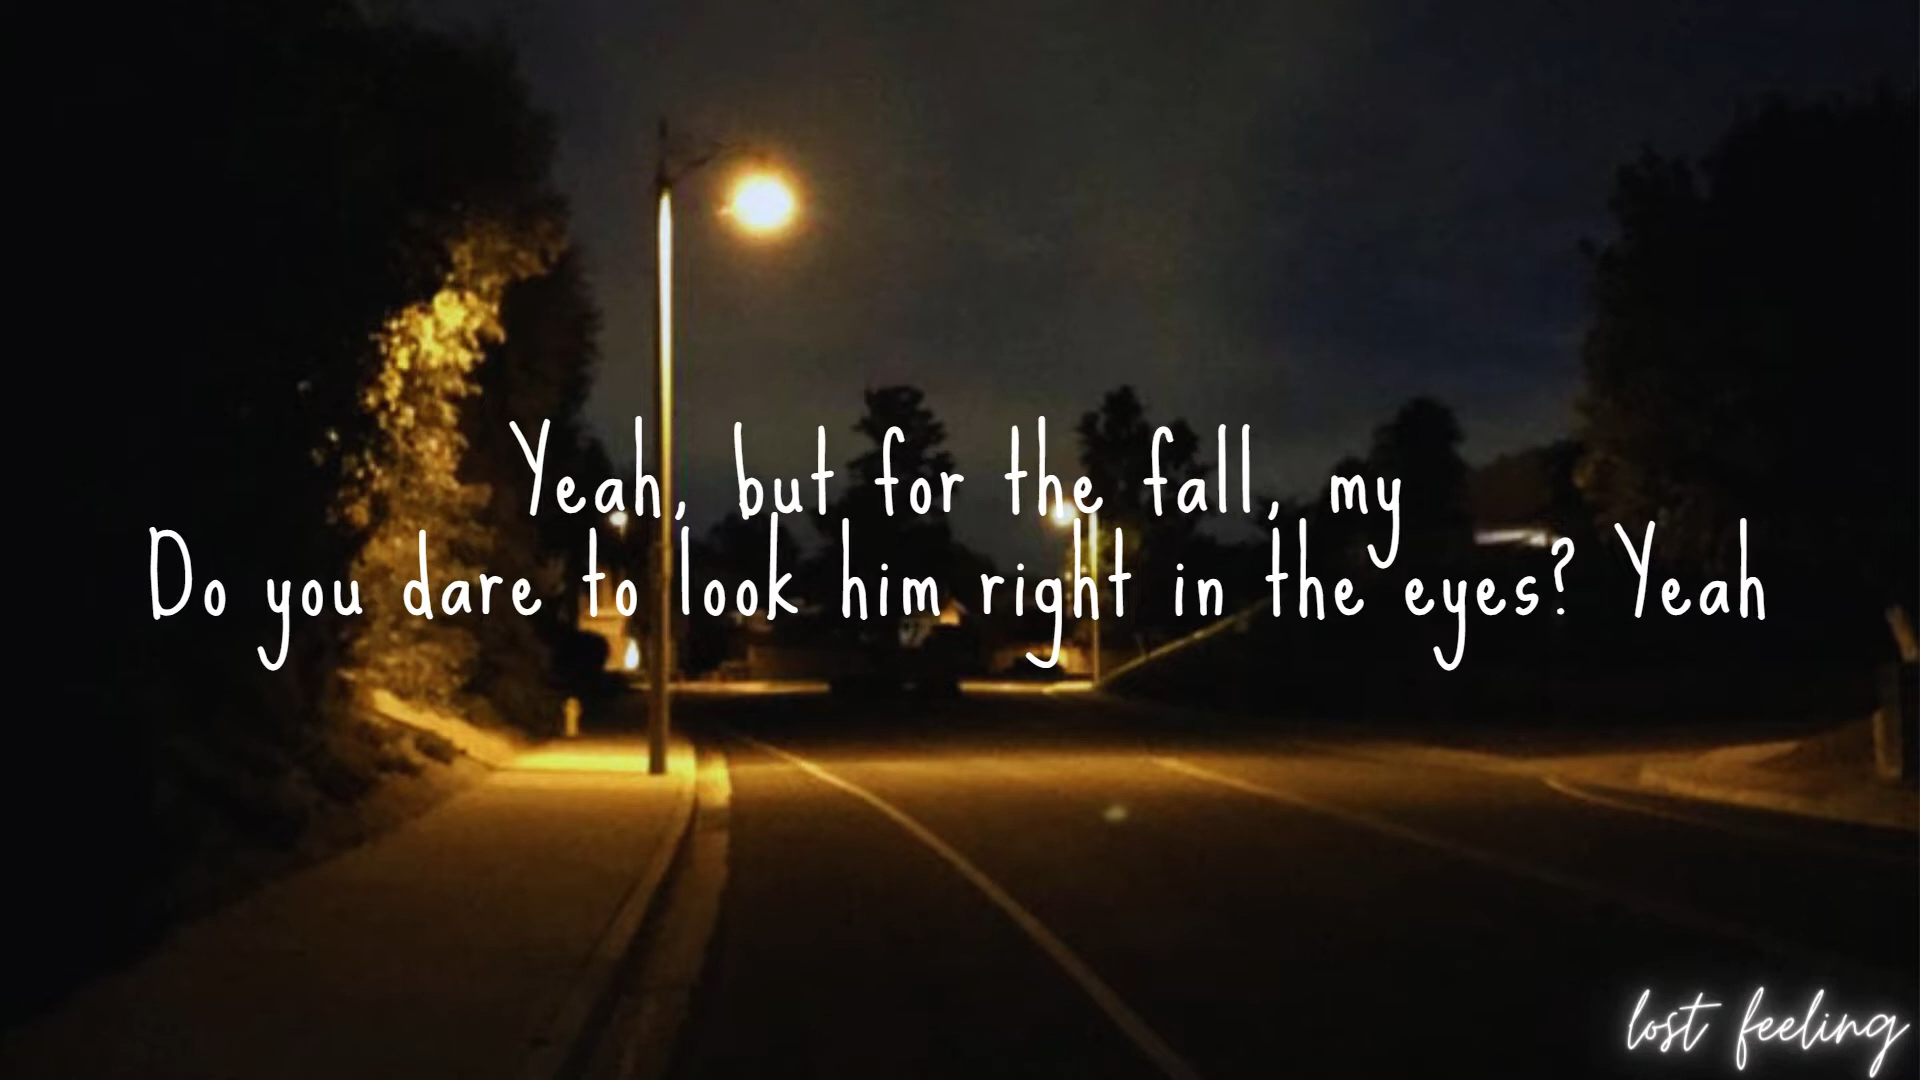 Yeah, but for the fall, my
Do you dare to look him right in the eyes? Yeah
lost feeling